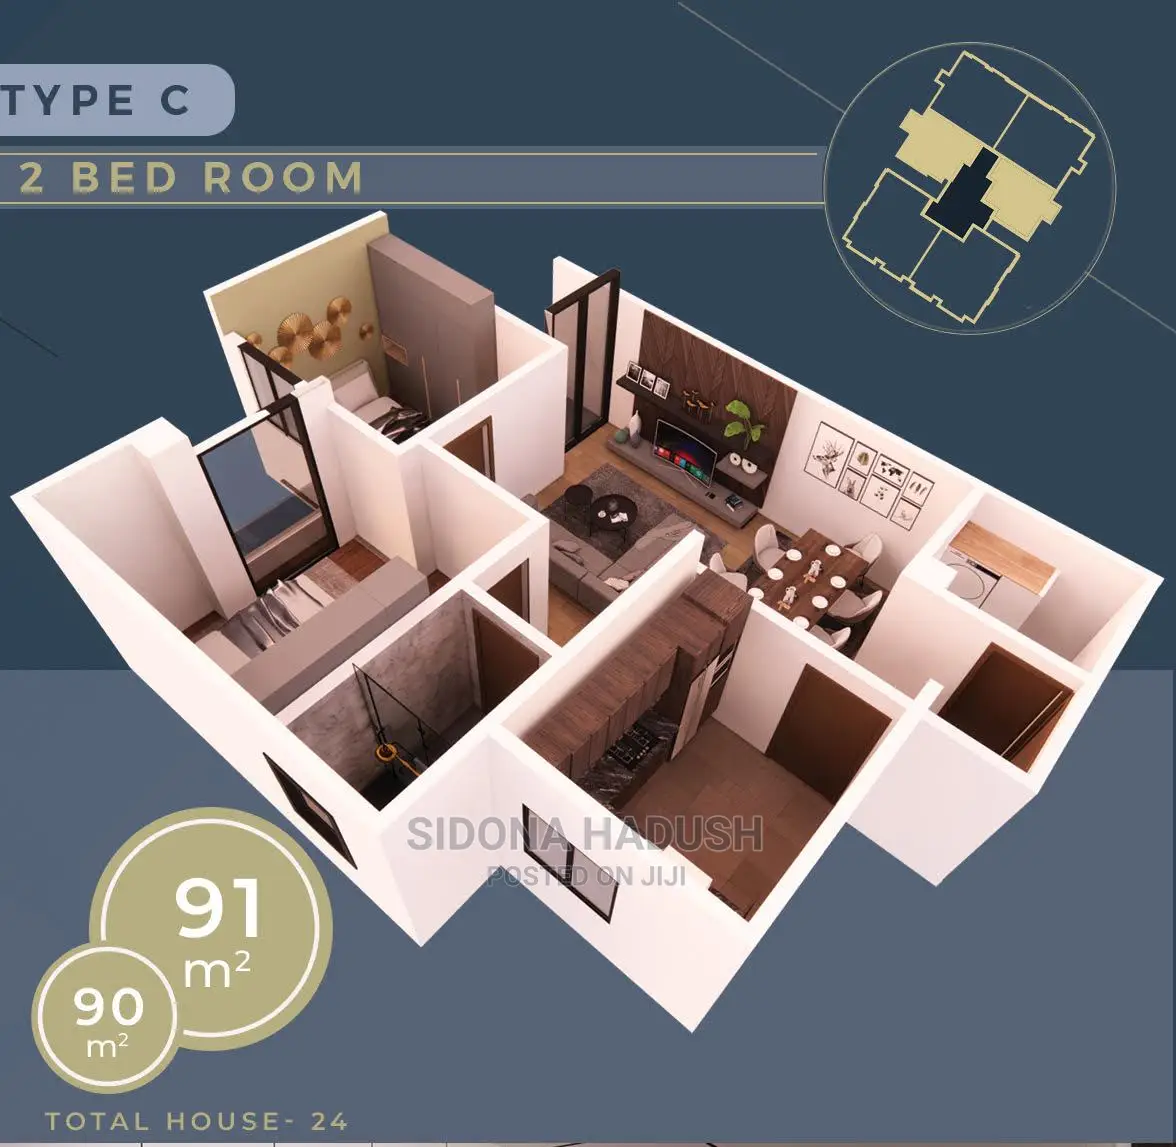 TYPE C
2 BED ROOM
SIDONA HADUSH
POSTED ON JIJI
91
m²
90
m²
TOTAL HOUSE- 24